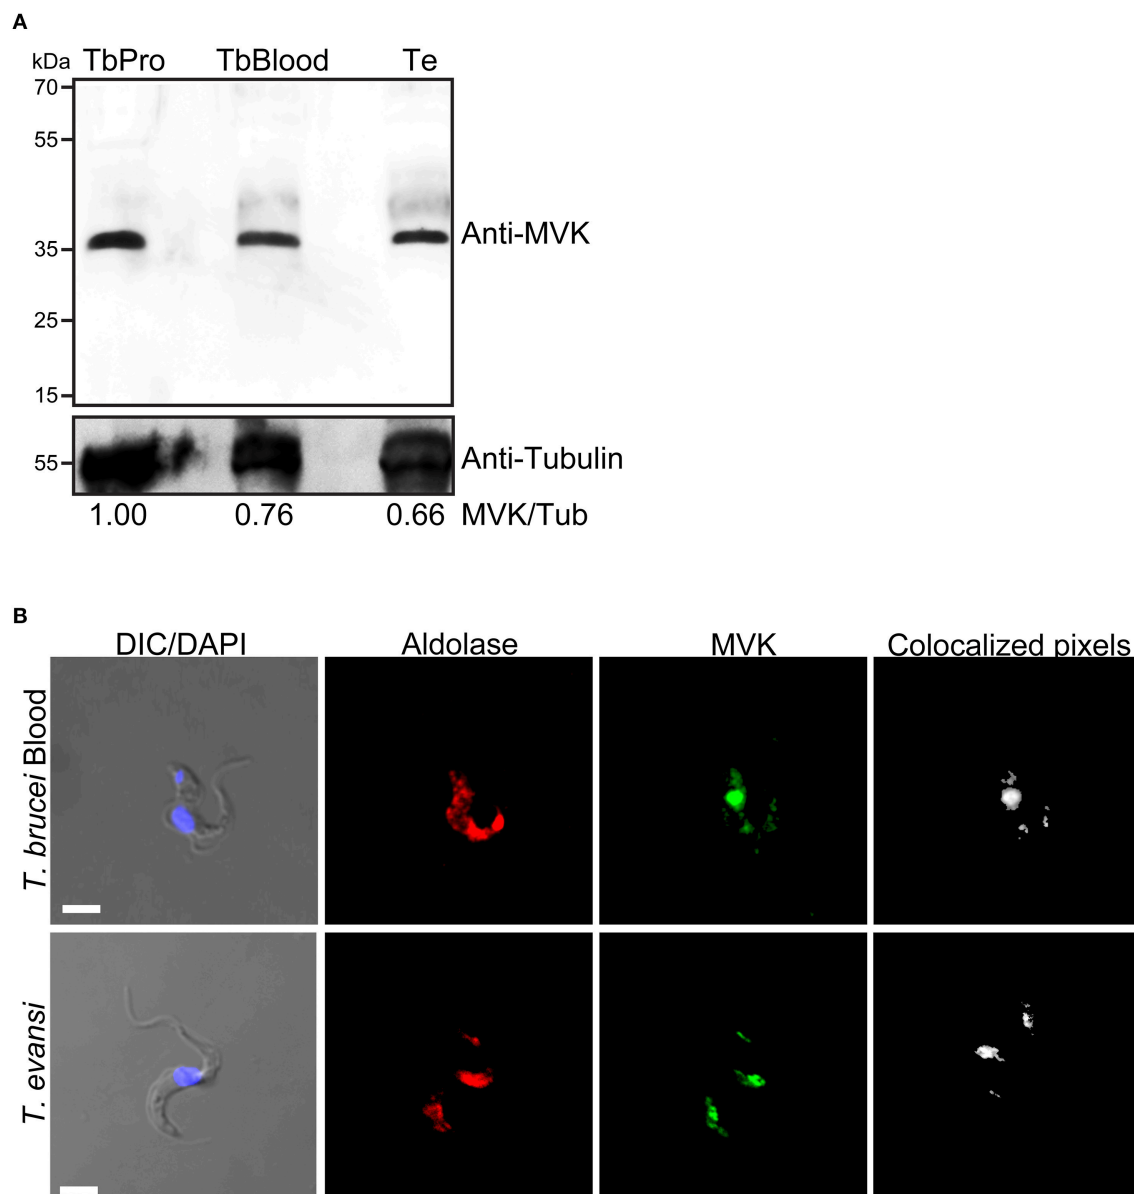 A
kDa TbPro TbBlood Te
70
55
Anti-MVK
35
25
15
55 Anti-Tubulin
1.00 0.76 0.66 MVK/Tub
B
DIC/DAPI Aldolase MVK Colocalized pixels
T. brucei Blood
T. evansi